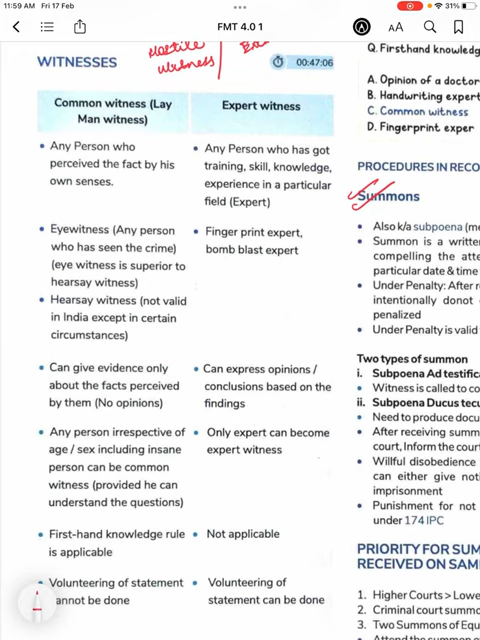 11:59 AM Fri 17 Feb
31%
FMT 4.0 1
AA
Hostile
witness
WITNESSES
00:47:06
Common witness (Lay
Man witness)
Expert witness
• Any Person who
perceived the fact by his
own senses.
• Any Person who has got
training, skill, knowledge,
experience in a particular
field (Expert)
• Eyewitness (Any person
who has seen the crime)
(eye witness is superior to
hearsay witness)
• Hearsay witness (not valid
in India except in certain
circumstances)
• Finger print expert,
bomb blast expert
• Can give evidence only
about the facts perceived
by them (No opinions)
• Can express opinions /
conclusions based on the
findings
• Any person irrespective of
age / sex including insane
person can be common
witness (provided he can
understand the questions)
• Only expert can become
expert witness
• First-hand knowledge rule
is applicable
• Not applicable
• Volunteering of statement
cannot be done
• Volunteering of
statement can be done
Q. Firsthand knowledg
A. Opinion of a doctor
B. Handwriting expert
C. Common witness
D. Fingerprint exper
PROCEDURES IN RECO
Summons
• Also k/a subpoena (me
• Summon is a writte
compelling the atte
particular date & time
• Under Penalty: After r
intentionally donot
penalized
• Under Penalty is valid
Two types of summon
i. Subpoena Ad testifica
• Witness is called to co
ii. Subpoena Ducus tecu
• Need to produce docu
• After receiving summ
court, Inform the court
• Willful disobedience
can either give noti
imprisonment
• Punishment for not
under 174 IPC
PRIORITY FOR SUM
RECEIVED ON SAM
1. Higher Courts > Lowe
2. Criminal court summo
3. Two Summons of Equ
Attend the summon o